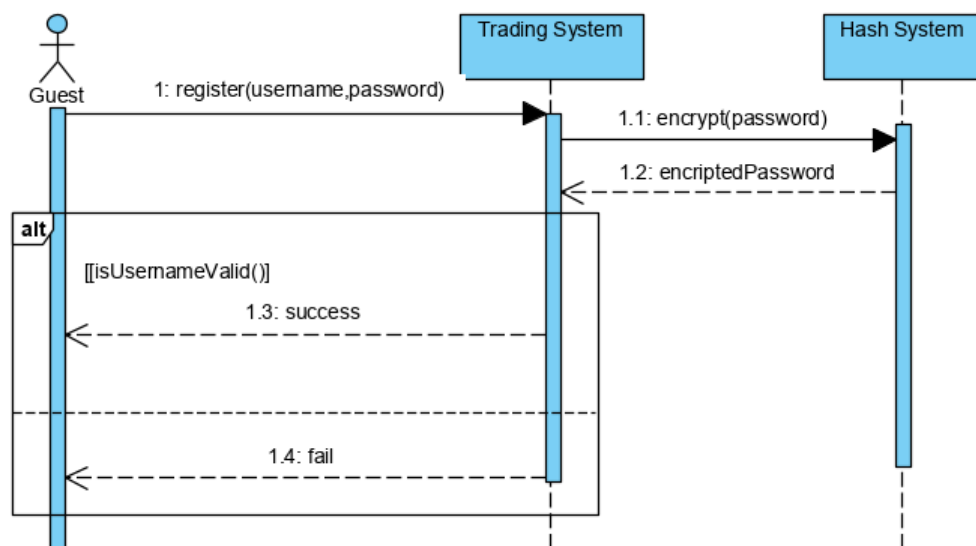 Trading System
Hash System
Guest
1: register(username,password)
1.1: encrypt(password)
1.2: encriptedPassword
alt
[[isUsernameValid()]
1.3: success
1.4: fail